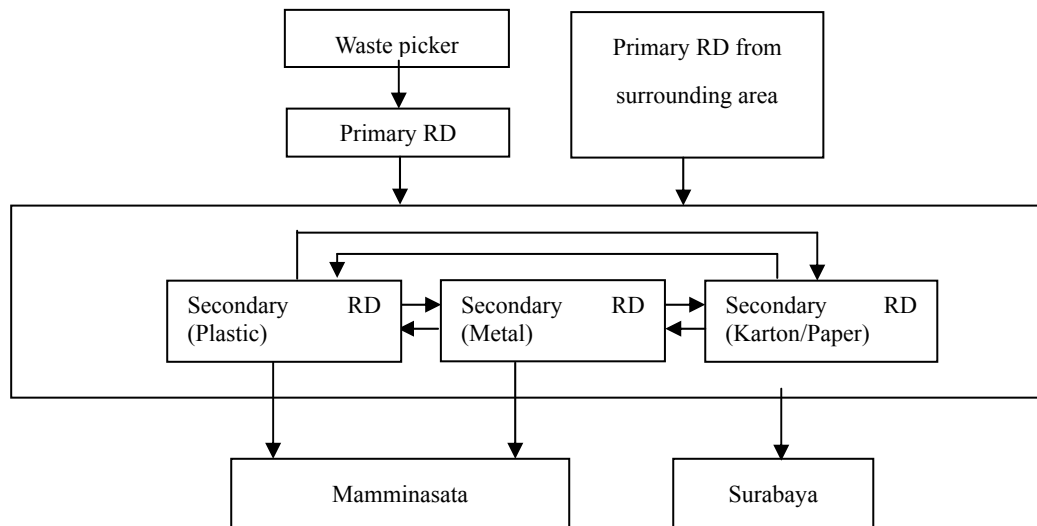 Waste picker
Primary RD from
surrounding area
Primary RD
Secondary RD
(Plastic)
Secondary RD
(Metal)
Secondary RD
(Karton/Paper)
Mamminasata
Surabaya